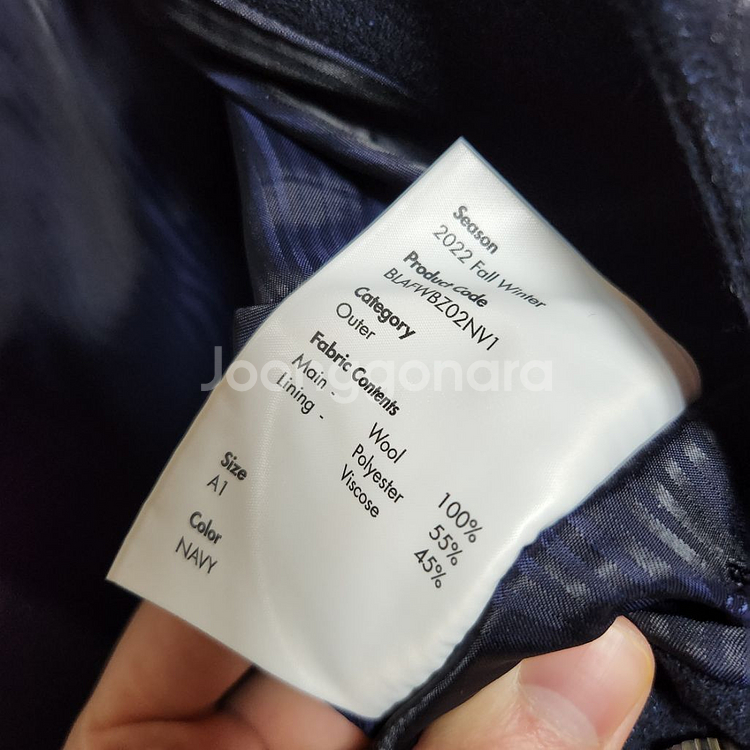 Season
2022 Fall Winter
Product Code
BLAFWBZ02NV1
Category
Outer
Fabric Contents
Main - Wool 100%
Lining - Polyester 55%
Viscose 45%
Size
A1
Color
NAVY
Joongqonara